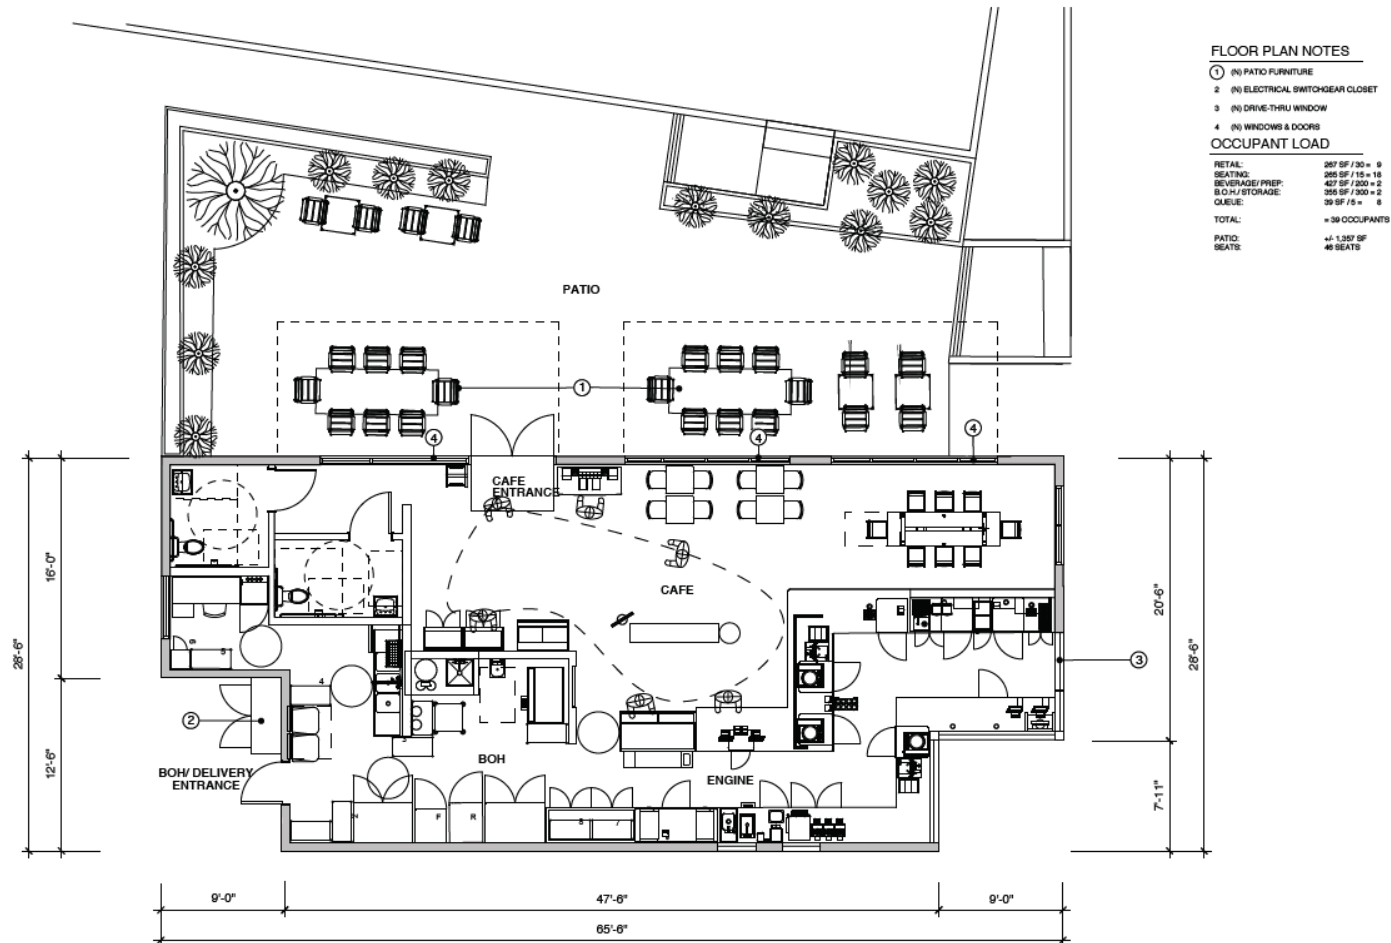 FLOOR PLAN NOTES
1 (N) PATIO FURNITURE
2 (N) ELECTRICAL SWITCHGEAR CLOSET
3 (N) DRIVE-THRU WINDOW
4 (N) WINDOWS & DOORS
OCCUPANT LOAD
RETAIL: 267 SF / 30 = 9
SEATING: 265 SF / 15 = 18
BEVERAGE/ PREP: 427 SF / 200 = 2
B.O.H./ STORAGE: 355 SF / 300 = 2
QUEUE: 39 SF / 5 = 8
TOTAL: = 39 OCCUPANTS
PATIO: +/- 1,357 SF
SEATS: 46 SEATS
PATIO
1
4
4
4
CAFE
ENTRANCE
CAFE
16'-0"
20'-6"
28'-6"
28'-6"
3
2
4
BOH
BOH/ DELIVERY
ENTRANCE
ENGINE
12'-6"
7'-11"
F
R
9'-0"
47'-6"
9'-0"
65'-6"